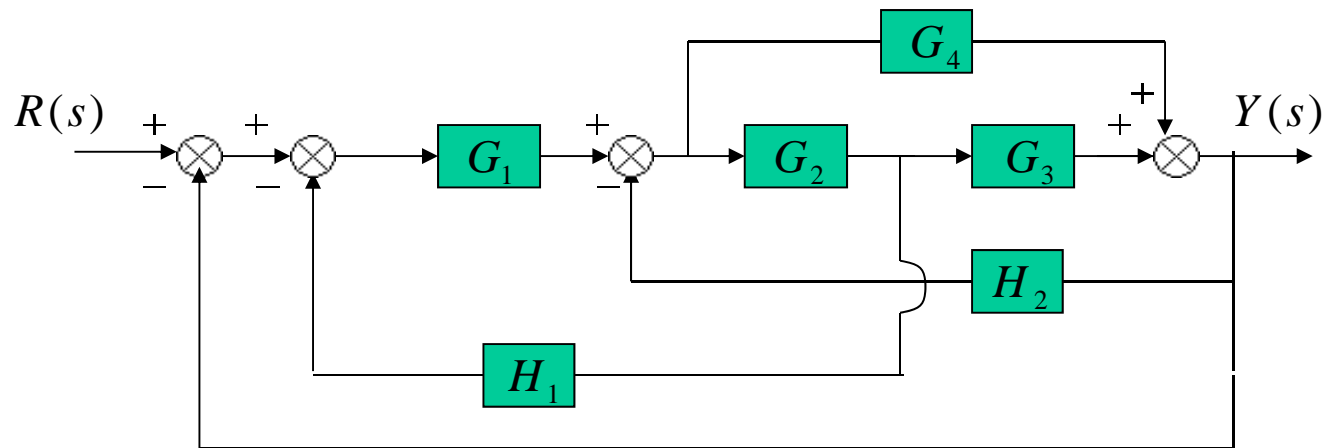 G₄
R(s)
+
−
+
−
G₁
+
−
G₂
G₃
+
+
Y(s)
H₂
H₁